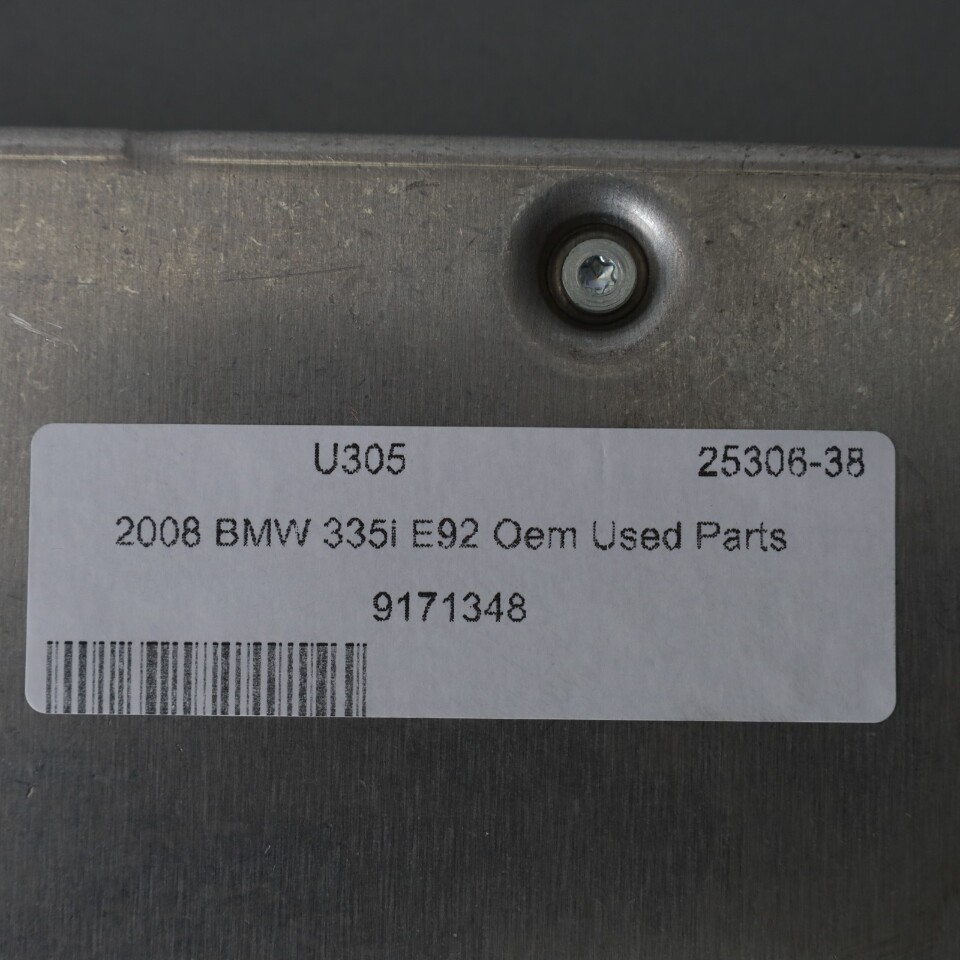 U305 25306-38
2008 BMW 335i E92 Oem Used Parts
9171348